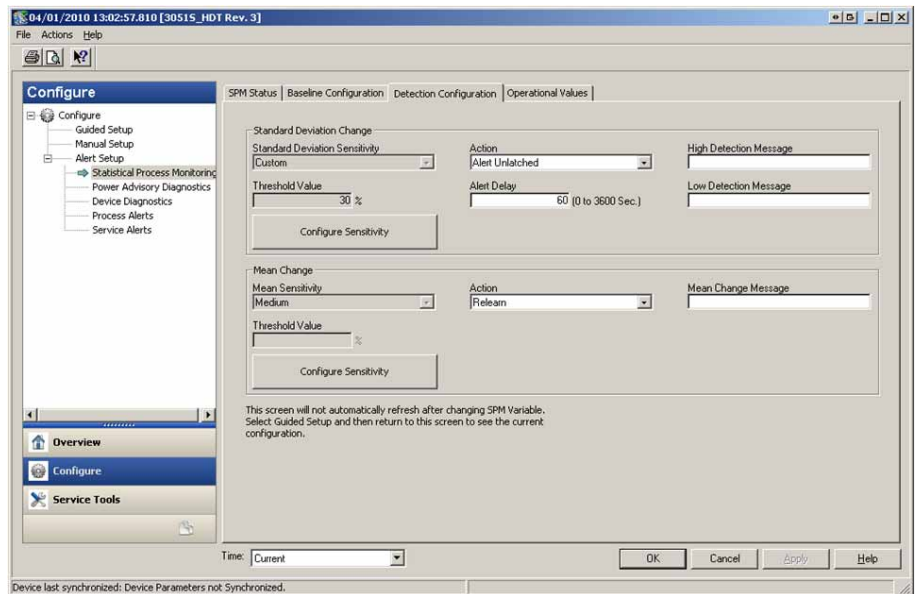 04/01/2010 13:02:57.810 [3051S_HDT Rev. 3]
File Actions Help
Configure
Configure
Guided Setup
Manual Setup
Alert Setup
Statistical Process Monitoring
Power Advisory Diagnostics
Device Diagnostics
Process Alerts
Service Alerts
Overview
Configure
Service Tools
SPM Status Baseline Configuration Detection Configuration Operational Values
Standard Deviation Change
Standard Deviation Sensitivity Action High Detection Message
Custom Alert Unlatched
Threshold Value Alert Delay Low Detection Message
30 % 60 (0 to 3600 Sec.)
Configure Sensitivity
Mean Change
Mean Sensitivity Action Mean Change Message
Medium Relearn
Threshold Value
%
Configure Sensitivity
This screen will not automatically refresh after changing SPM Variable.
Select Guided Setup and then return to this screen to see the current
configuration.
Time: Current OK Cancel Apply Help
Device last synchronized: Device Parameters not Synchronized.